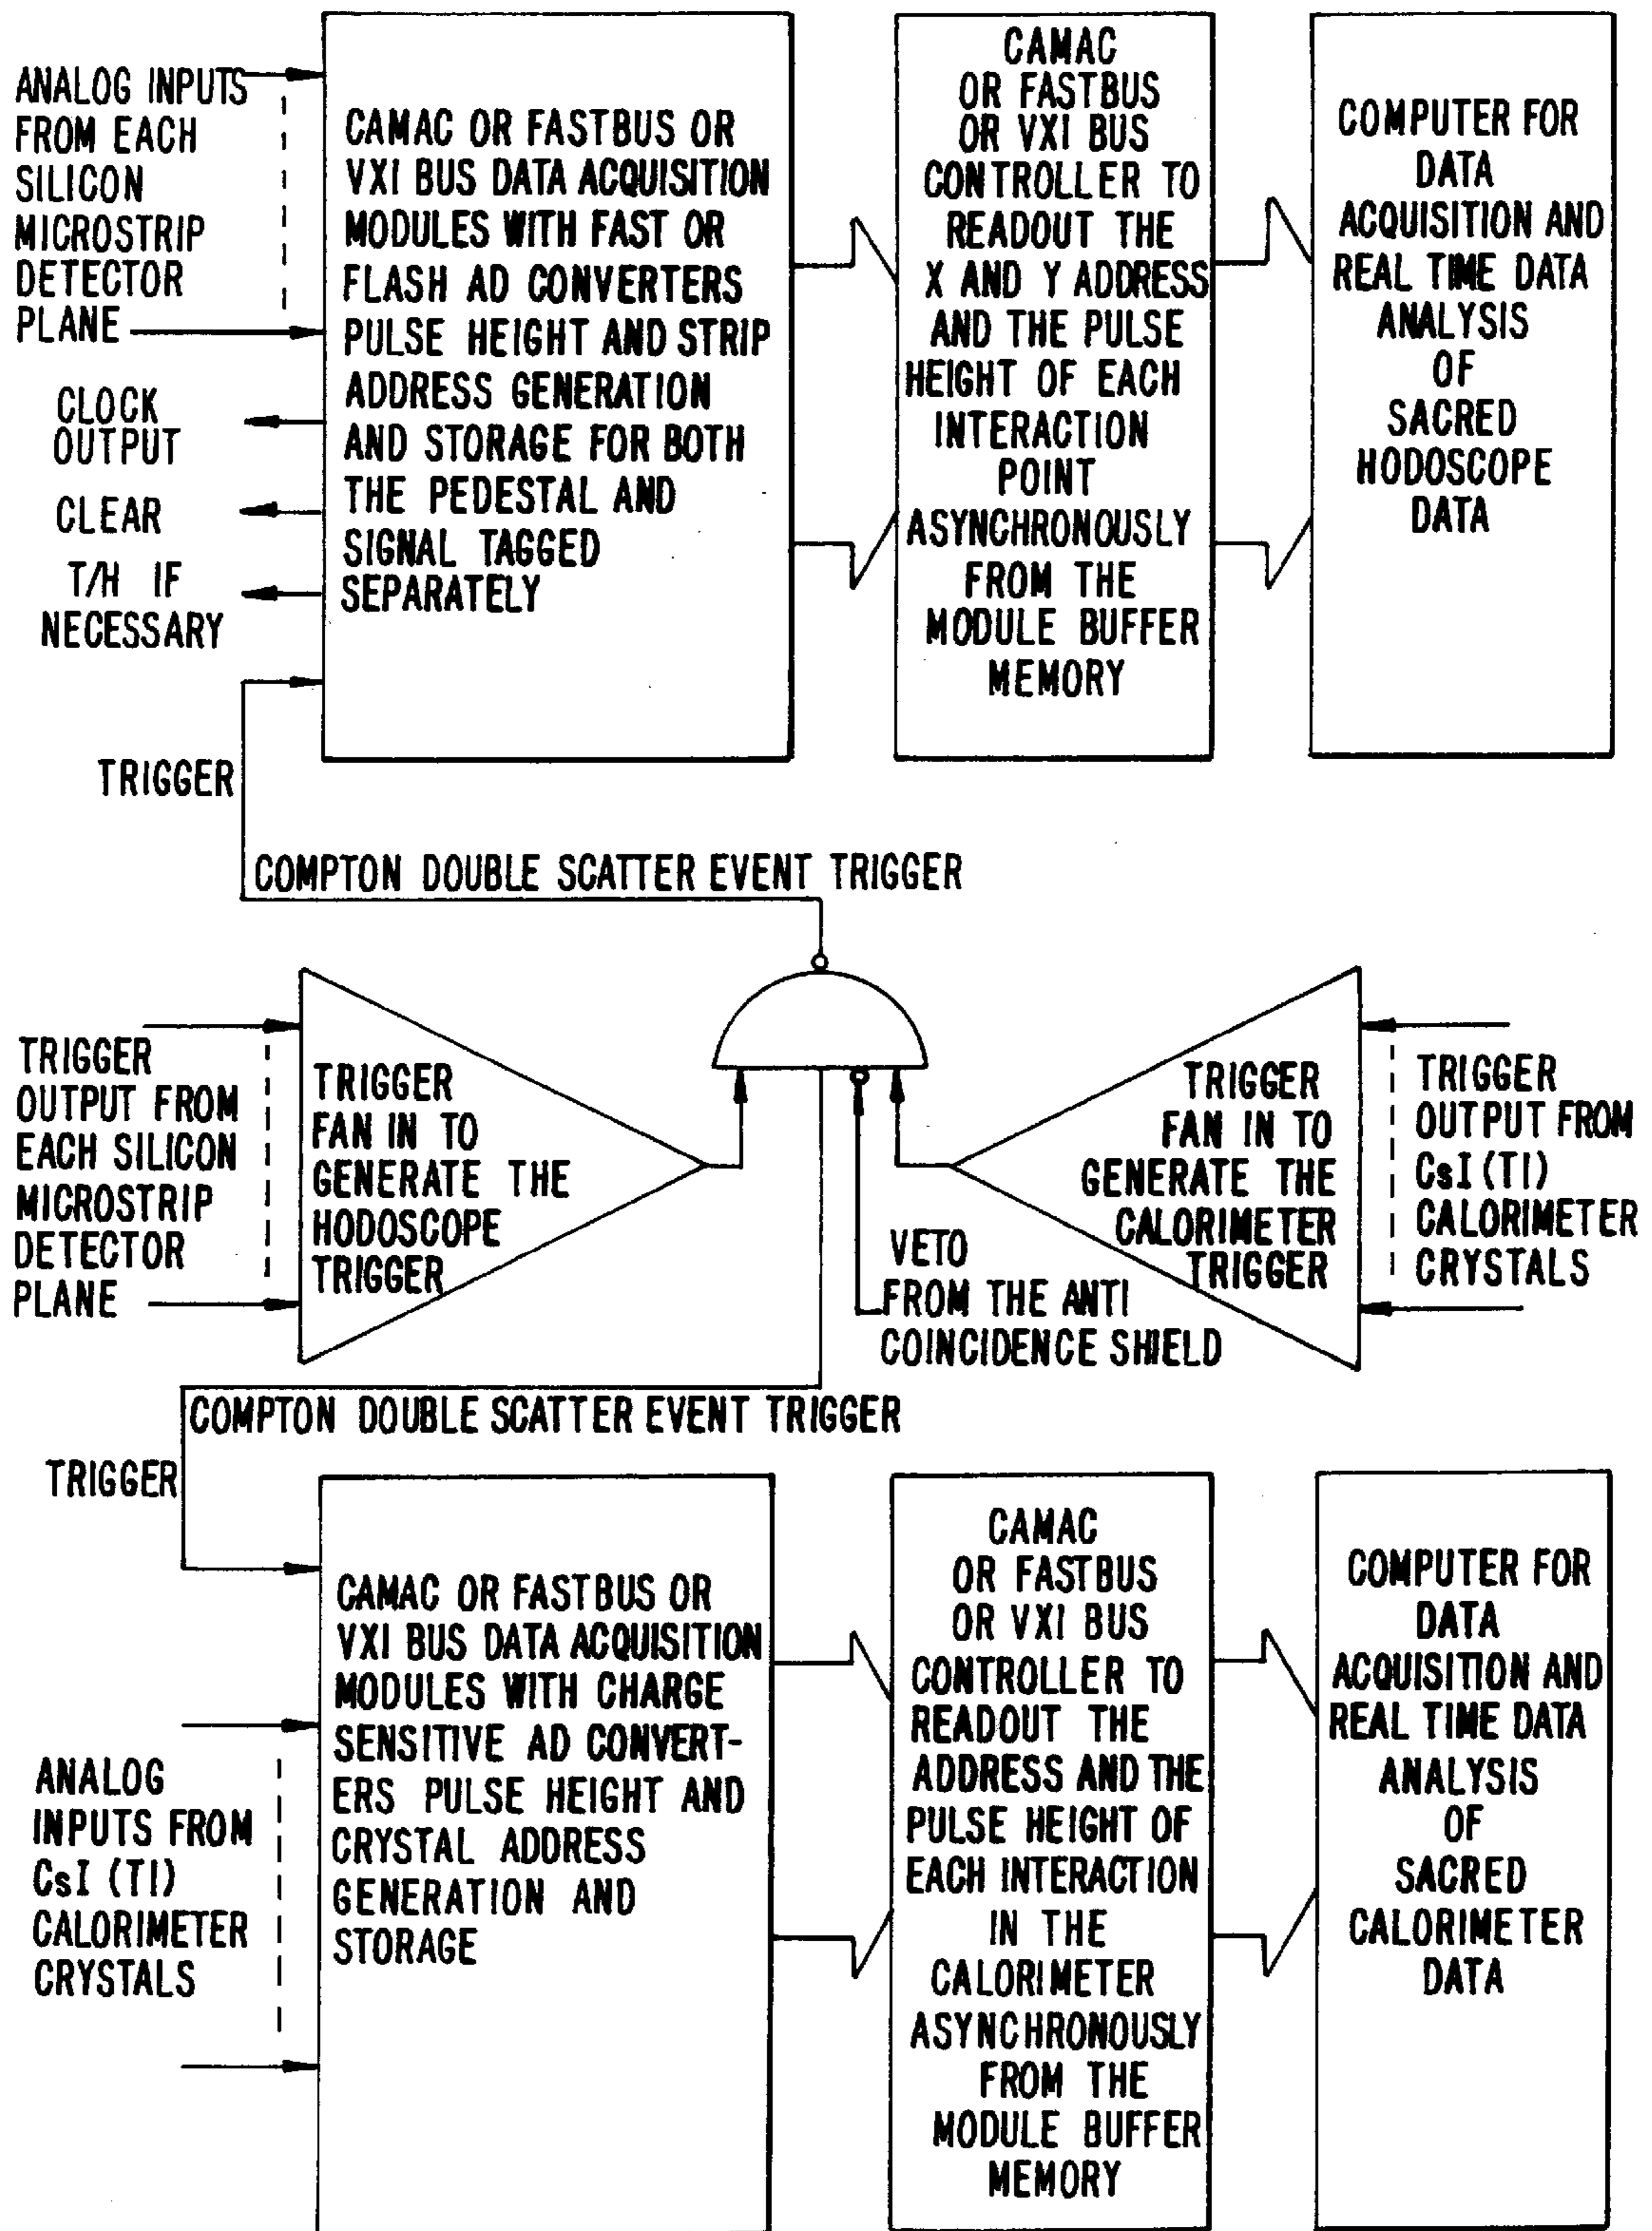 ANALOG INPUTS
FROM EACH
SILICON
MICROSTRIP
DETECTOR
PLANE
CLOCK
OUTPUT
CLEAR
T/H IF
NECESSARY
TRIGGER
CAMAC OR FASTBUS OR
VXI BUS DATA ACQUISITION
MODULES WITH FAST OR
FLASH AD CONVERTERS
PULSE HEIGHT AND STRIP
ADDRESS GENERATION
AND STORAGE FOR BOTH
THE PEDESTAL AND
SIGNAL TAGGED
SEPARATELY
CAMAC
OR FASTBUS
OR VXI BUS
CONTROLLER TO
READOUT THE
X AND Y ADDRESS
AND THE PULSE
HEIGHT OF EACH
INTERACTION
POINT
ASYNCHRONOUSLY
FROM THE
MODULE BUFFER
MEMORY
COMPUTER FOR
DATA
ACQUISITION AND
REAL TIME DATA
ANALYSIS
OF
SACRED
HODOSCOPE
DATA
COMPTON DOUBLE SCATTER EVENT TRIGGER
TRIGGER
OUTPUT FROM
EACH SILICON
MICROSTRIP
DETECTOR
PLANE
TRIGGER
FAN IN TO
GENERATE THE
HODOSCOPE
TRIGGER
VETO
FROM THE ANTI
COINCIDENCE SHIELD
TRIGGER
FAN IN TO
GENERATE THE
CALORIMETER
TRIGGER
TRIGGER
OUTPUT FROM
CsI (Tl)
CALORIMETER
CRYSTALS
COMPTON DOUBLE SCATTER EVENT TRIGGER
TRIGGER
ANALOG
INPUTS FROM
CsI (Tl)
CALORIMETER
CRYSTALS
CAMAC OR FASTBUS OR
VXI BUS DATA ACQUISITION
MODULES WITH CHARGE
SENSITIVE AD CONVERT-
ERS PULSE HEIGHT AND
CRYSTAL ADDRESS
GENERATION AND
STORAGE
CAMAC
OR FASTBUS
OR VXI BUS
CONTROLLER TO
READOUT THE
ADDRESS AND THE
PULSE HEIGHT OF
EACH INTERACTION
IN THE
CALORIMETER
ASYNCHRONOUSLY
FROM THE
MODULE BUFFER
MEMORY
COMPUTER FOR
DATA
ACQUISITION AND
REAL TIME DATA
ANALYSIS
OF
SACRED
CALORIMETER
DATA